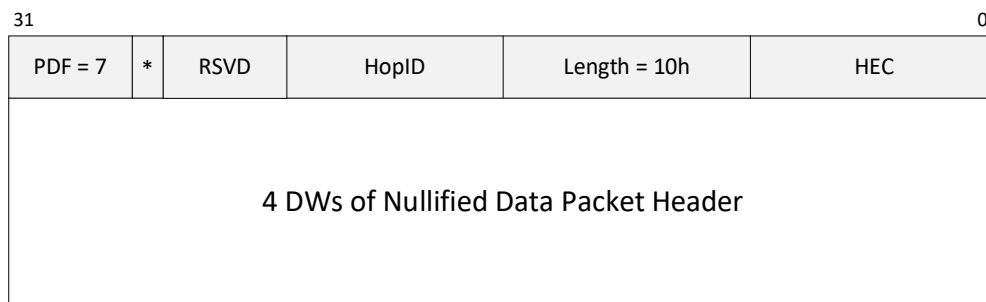 31 0
PDF = 7 * RSVD HopID Length = 10h HEC
4 DWs of Nullified Data Packet Header